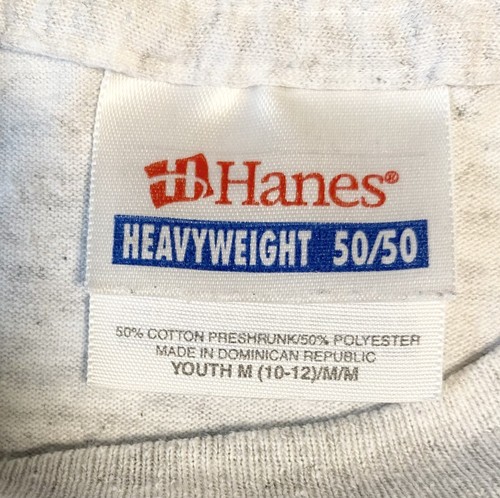 Hanes®
HEAVYWEIGHT 50/50
50% COTTON PRESHRUNK/50% POLYESTER
MADE IN DOMINICAN REPUBLIC
YOUTH M (10-12)/M/M